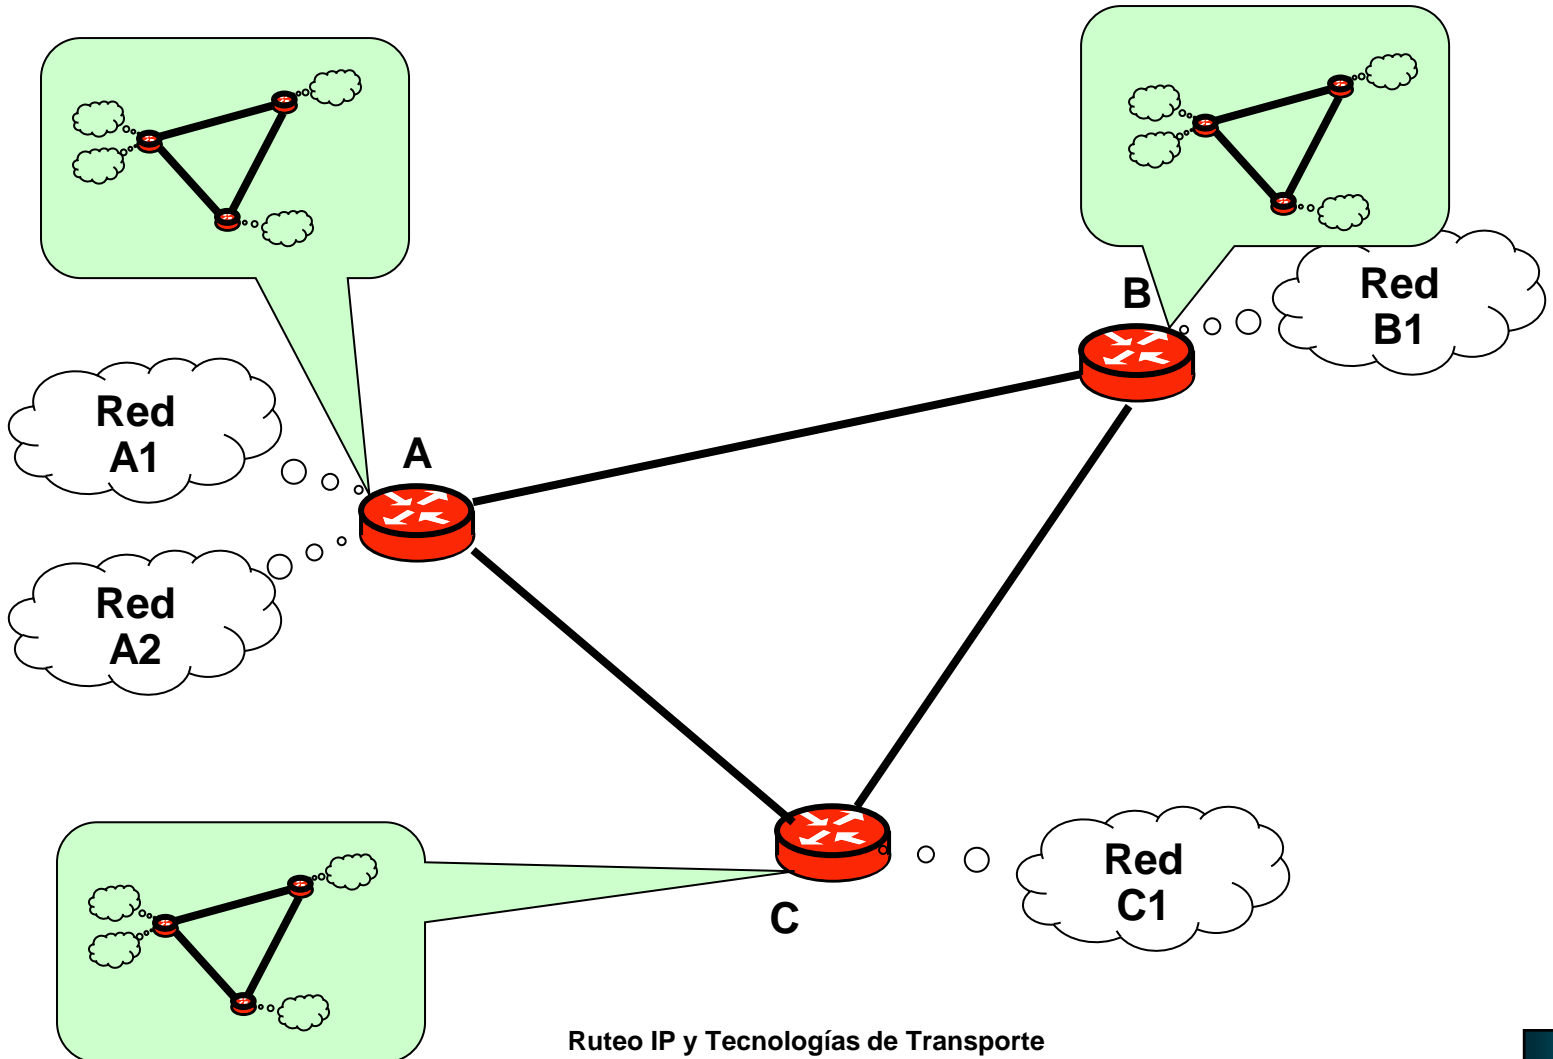 B
Red
B1
Red
A1
A
Red
A2
Red
C1
C
Ruteo IP y Tecnologías de Transporte